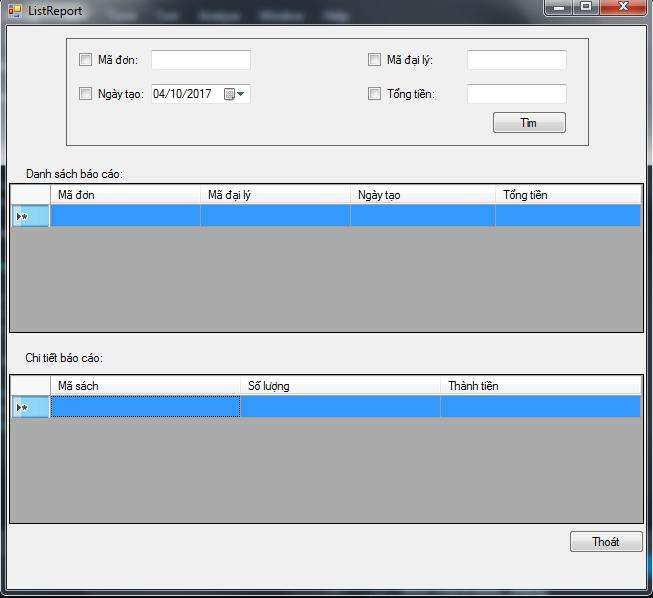 ListReport
Mã đơn:
Mã đại lý:
Ngày tạo: 04/10/2017
Tổng tiền:
Tìm
Danh sách báo cáo:
Mã đơn Mã đại lý Ngày tạo Tổng tiền
Chi tiết báo cáo:
Mã sách Số lượng Thành tiền
Thoát